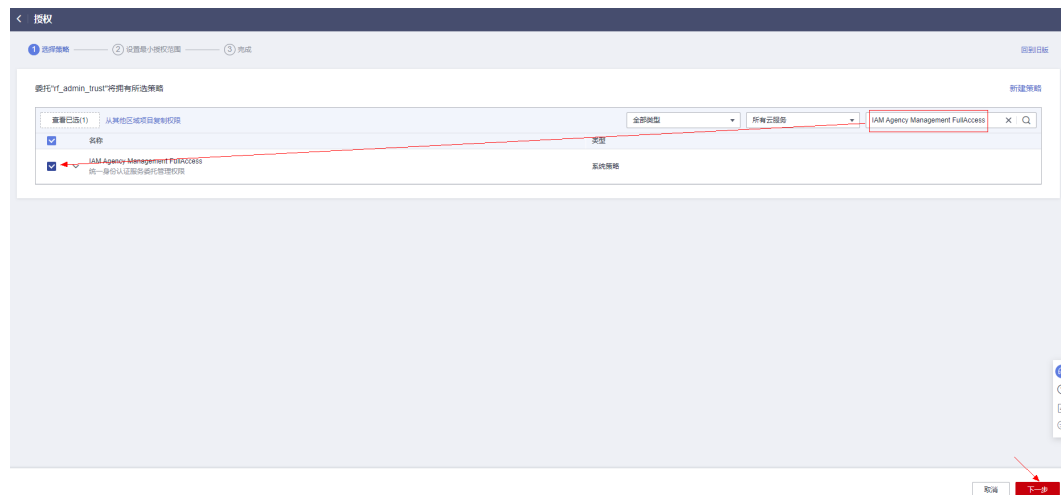 授权
1 选择策略 2 设置最小授权范围 3 完成 回到旧版
委托"rf_admin_trust"将拥有所选策略 新建策略
查看已选(1) 从其他区域项目复制权限 全部类型 所有云服务 IAM Agency Management FullAccess
名称 类型
IAM Agency Management FullAccess 系统策略
统一身份认证服务委托管理权限
取消 下一步